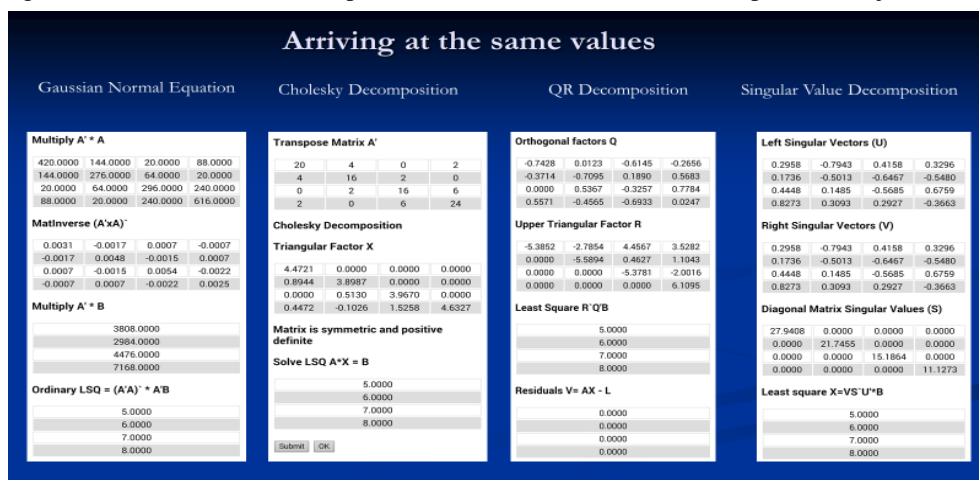 Arriving at the same values
Gaussian Normal Equation
Multiply A' * A
420.0000 144.0000 20.0000 88.0000
144.0000 276.0000 64.0000 20.0000
20.0000 64.0000 296.0000 240.0000
88.0000 20.0000 240.0000 616.0000
MatInverse (A'xA)`
0.0031 -0.0017 0.0007 -0.0007
-0.0017 0.0048 -0.0015 0.0007
0.0007 -0.0015 0.0054 -0.0022
-0.0007 0.0007 -0.0022 0.0025
Multiply A' * B
3808.0000
2984.0000
4476.0000
7168.0000
Ordinary LSQ = (A'A)` * A'B
5.0000
6.0000
7.0000
8.0000
Cholesky Decomposition
Transpose Matrix A'
20 4 0 2
4 16 2 0
0 2 16 6
2 0 6 24
Cholesky Decomposition
Triangular Factor X
4.4721 0.0000 0.0000 0.0000
0.8944 3.8987 0.0000 0.0000
0.0000 0.5130 3.9670 0.0000
0.4472 -0.1026 1.5258 4.6327
Matrix is symmetric and positive
definite
Solve LSQ A*X = B
5.0000
6.0000
7.0000
8.0000
Submit OK
QR Decomposition
Orthogonal factors Q
-0.7428 0.0123 -0.6145 -0.2656
-0.3714 -0.7095 0.1890 0.5683
0.0000 0.5367 -0.3257 0.7784
0.5571 -0.4565 -0.6933 0.0247
Upper Triangular Factor R
-5.3852 -2.7854 4.4567 3.5282
0.0000 -5.5894 0.4627 1.1043
0.0000 0.0000 -5.3781 -2.0016
0.0000 0.0000 0.0000 6.1095
Least Square R`Q'B
5.0000
6.0000
7.0000
8.0000
Residuals V= AX - L
0.0000
0.0000
0.0000
0.0000
Singular Value Decomposition
Left Singular Vectors (U)
0.2958 -0.7943 0.4158 0.3296
0.1736 -0.5013 -0.6467 -0.5480
0.4448 0.1485 -0.5685 0.6759
0.8273 0.3093 0.2927 -0.3663
Right Singular Vectors (V)
0.2958 -0.7943 0.4158 0.3296
0.1736 -0.5013 -0.6467 -0.5480
0.4448 0.1485 -0.5685 0.6759
0.8273 0.3093 0.2927 -0.3663
Diagonal Matrix Singular Values (S)
27.9408 0.0000 0.0000 0.0000
0.0000 21.7455 0.0000 0.0000
0.0000 0.0000 15.1864 0.0000
0.0000 0.0000 0.0000 11.1273
Least square X=VS`U'*B
5.0000
6.0000
7.0000
8.0000